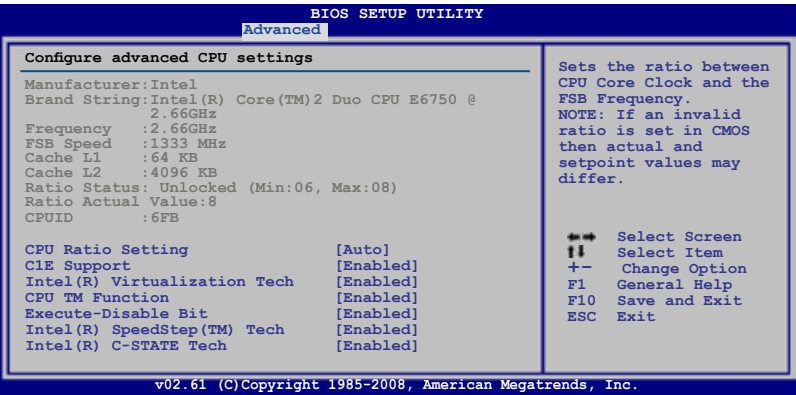 BIOS SETUP UTILITY
Advanced
Configure advanced CPU settings
Manufacturer:Intel
Brand String:Intel(R) Core(TM)2 Duo CPU E6750 @
2.66GHz
Frequency :2.66GHz
FSB Speed :1333 MHz
Cache L1 :64 KB
Cache L2 :4096 KB
Ratio Status: Unlocked (Min:06, Max:08)
Ratio Actual Value:8
CPUID :6FB
CPU Ratio Setting [Auto]
C1E Support [Enabled]
Intel(R) Virtualization Tech [Enabled]
CPU TM Function [Enabled]
Execute-Disable Bit [Enabled]
Intel(R) SpeedStep(TM) Tech [Enabled]
Intel(R) C-STATE Tech [Enabled]
Sets the ratio between
CPU Core Clock and the
FSB Frequency.
NOTE: If an invalid
ratio is set in CMOS
then actual and
setpoint values may
differ.
Select Screen
Select Item
+- Change Option
F1 General Help
F10 Save and Exit
ESC Exit
v02.61 (C)Copyright 1985-2008, American Megatrends, Inc.